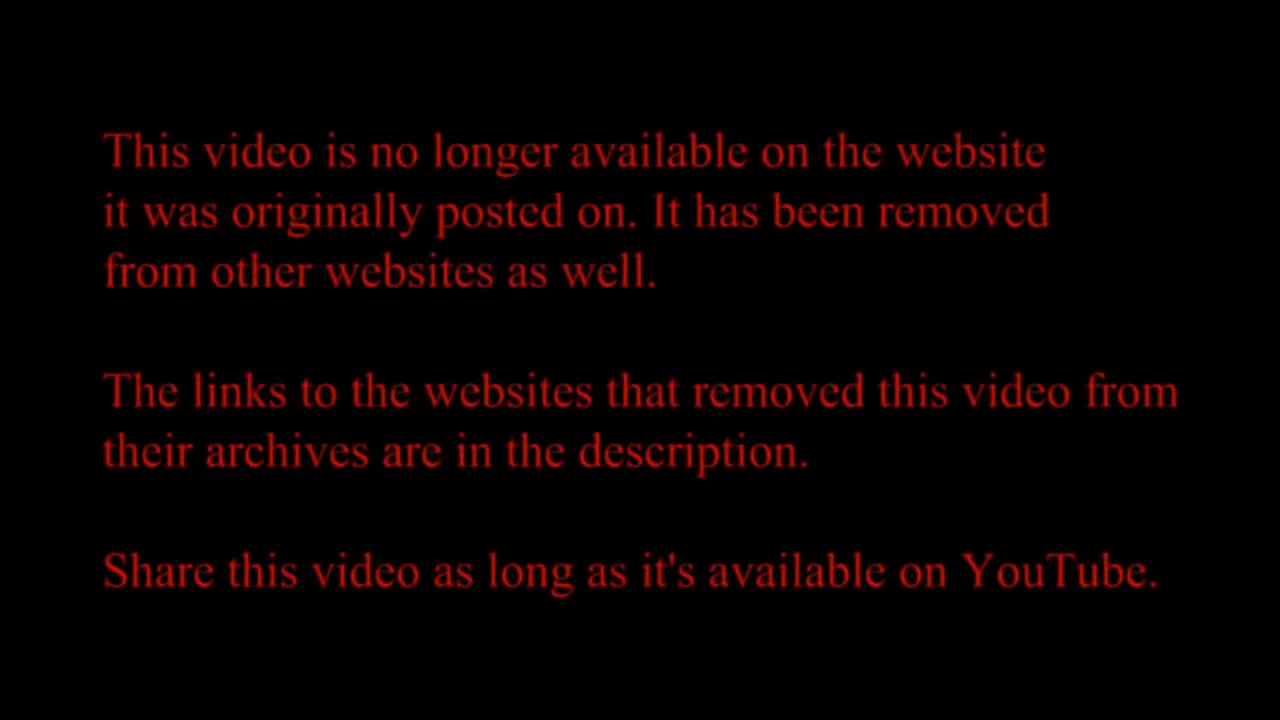 This video is no longer available on the website
it was originally posted on. It has been removed
from other websites as well.
The links to the websites that removed this video from
their archives are in the description.
Share this video as long as it's available on YouTube.